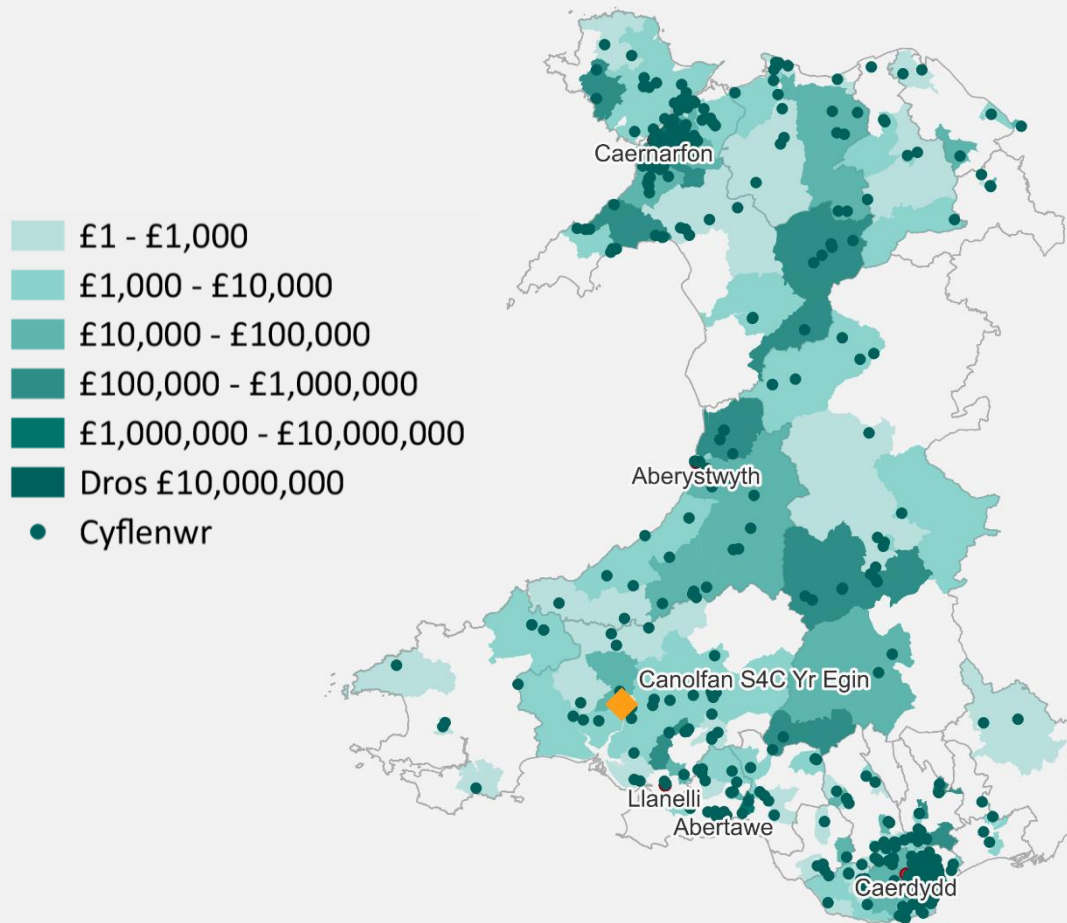 £1 - £1,000
£1,000 - £10,000
£10,000 - £100,000
£100,000 - £1,000,000
£1,000,000 - £10,000,000
Dros £10,000,000
Cyflenwr
Caernarfon
Aberystwyth
Canolfan S4C Yr Egin
Llanelli
Abertawe
Caerdydd